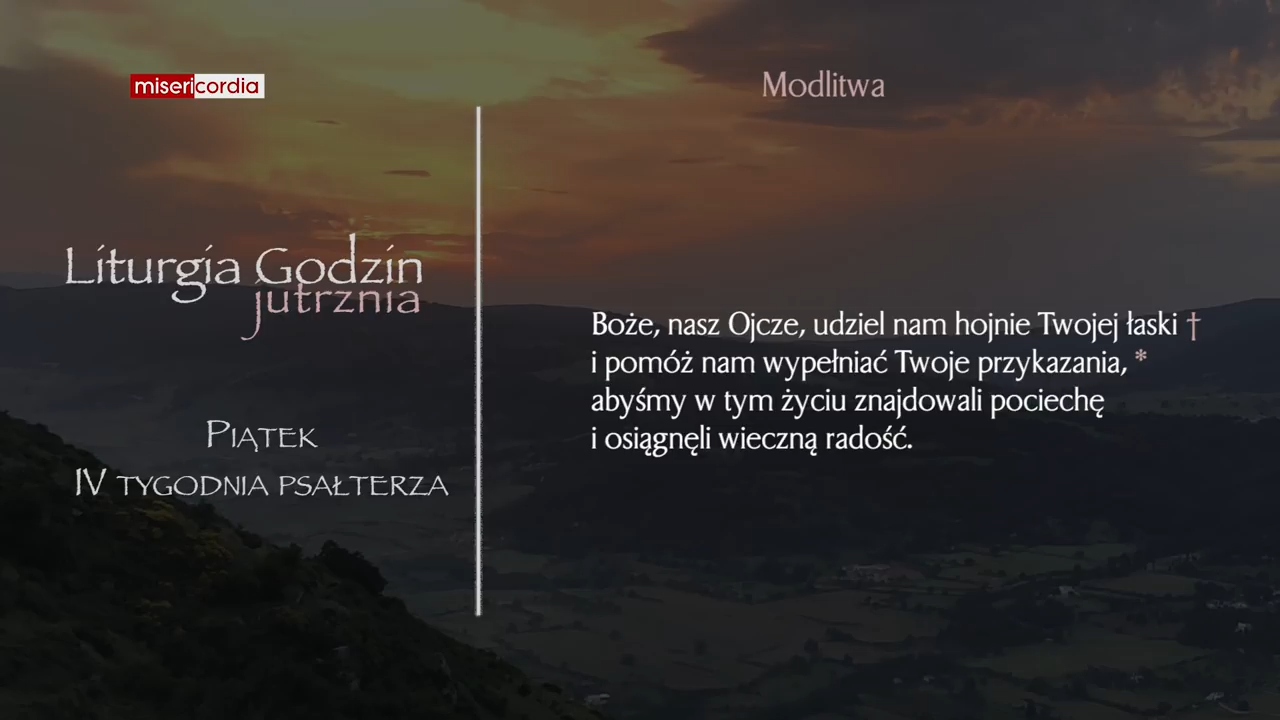 misericordia
Modlitwa
Liturgia Godzin
jutrznia
Piątek
IV tygodnia psałterza
Boże, nasz Ojcze, udziel nam hojnie Twojej łaski †
i pomóż nam wypełniać Twoje przykazania, *
abyśmy w tym życiu znajdowali pociechę
i osiągnęli wieczną radość.